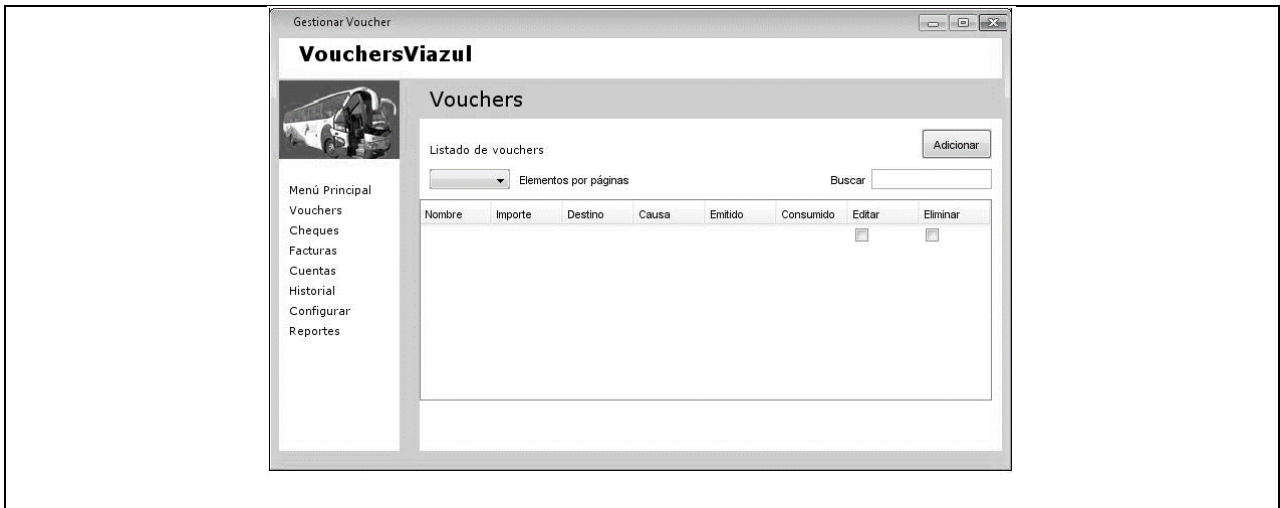 Gestionar Voucher
VouchersViazul
Vouchers
Listado de vouchers
Adicionar
Elementos por páginas
Buscar
Menú Principal
Vouchers
Cheques
Facturas
Cuentas
Historial
Configurar
Reportes
Nombre Importe Destino Causa Emitido Consumido Editar Eliminar